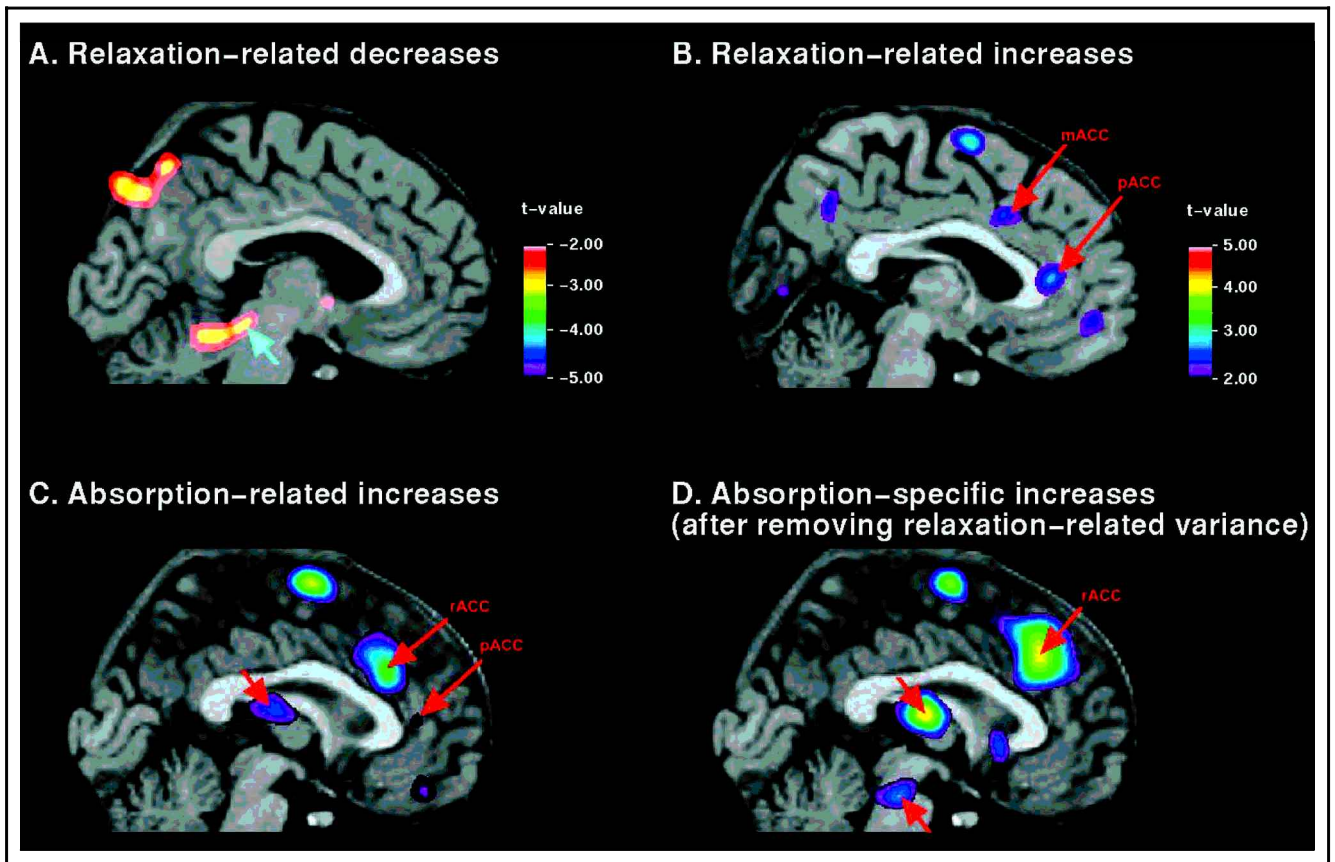 A. Relaxation–related decreases
B. Relaxation–related increases
mACC
pACC
t–value
-2.00
-3.00
-4.00
-5.00
t–value
5.00
4.00
3.00
2.00
C. Absorption–related increases
D. Absorption–specific increases
(after removing relaxation–related variance)
rACC
pACC
rACC